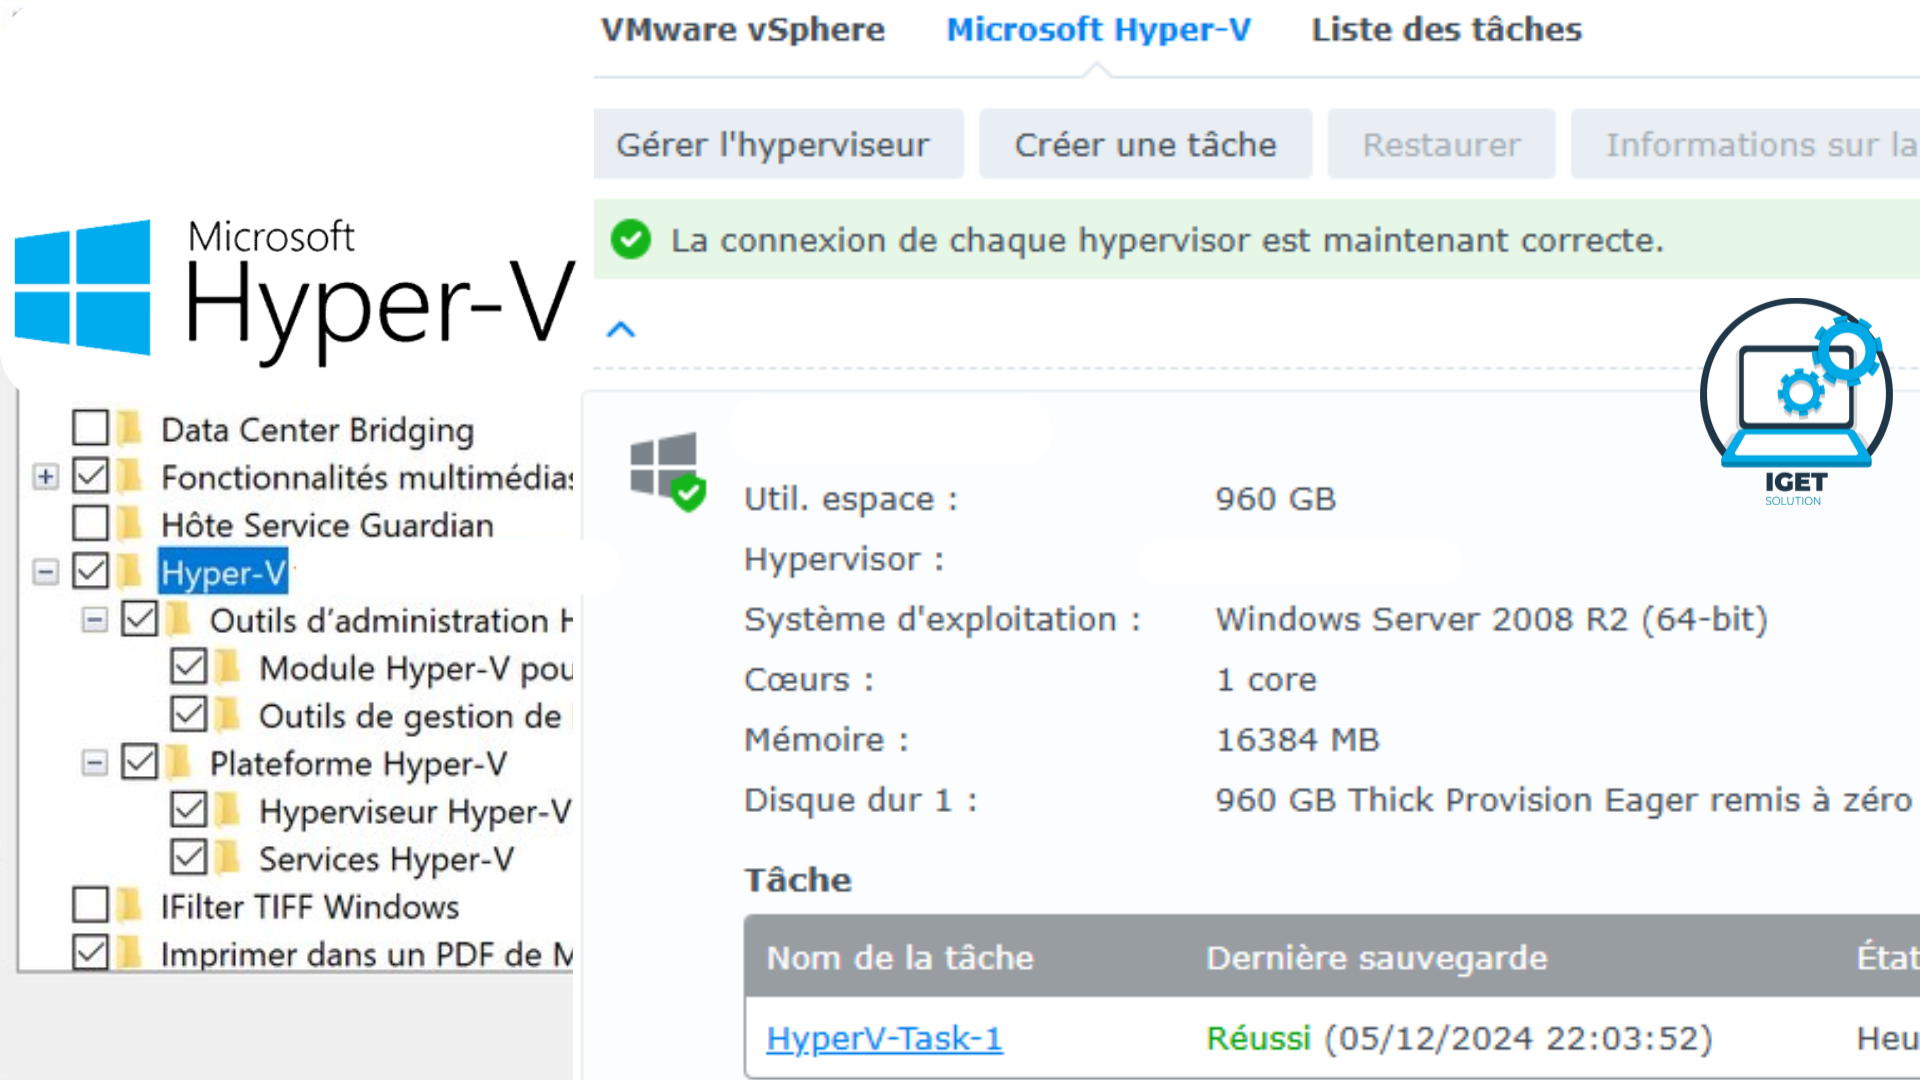 Microsoft
Hyper-V
Data Center Bridging
Fonctionnalités multimédias
Hôte Service Guardian
Hyper-V
Outils d’administration H
Module Hyper-V pou
Outils de gestion de
Plateforme Hyper-V
Hyperviseur Hyper-V
Services Hyper-V
IFilter TIFF Windows
Imprimer dans un PDF de M
VMware vSphere Microsoft Hyper-V Liste des tâches
Gérer l'hyperviseur Créer une tâche Restaurer Informations sur la
La connexion de chaque hypervisor est maintenant correcte.
IGET
SOLUTION
Util. espace : 960 GB
Hypervisor :
Système d'exploitation : Windows Server 2008 R2 (64-bit)
Cœurs : 1 core
Mémoire : 16384 MB
Disque dur 1 : 960 GB Thick Provision Eager remis à zéro
Tâche
Nom de la tâche Dernière sauvegarde État
HyperV-Task-1 Réussi (05/12/2024 22:03:52) Heu